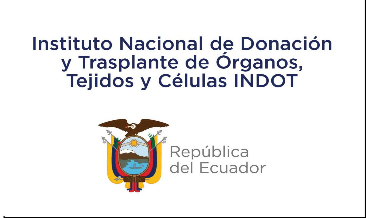 Instituto Nacional de Donación
y Trasplante de Órganos,
Tejidos y Células INDOT
República
del Ecuador